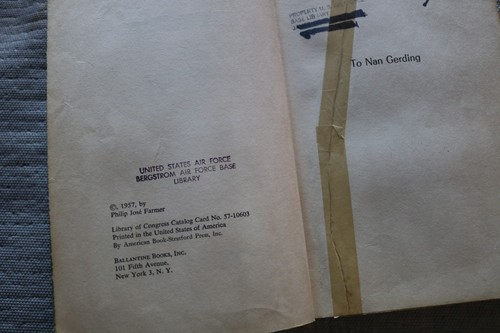 UNITED STATES AIR FORCE
BERGSTROM AIR FORCE BASE
LIBRARY
©, 1957, by
Philip José Farmer
Library of Congress Catalog Card No. 57-10603
Printed in the United States of America
By American Book-Stratford Press, Inc.
Ballantine Books, Inc.
101 Fifth Avenue,
New York 3, N. Y.
PROPERTY
BASE LIBRARY
To Nan Gerding